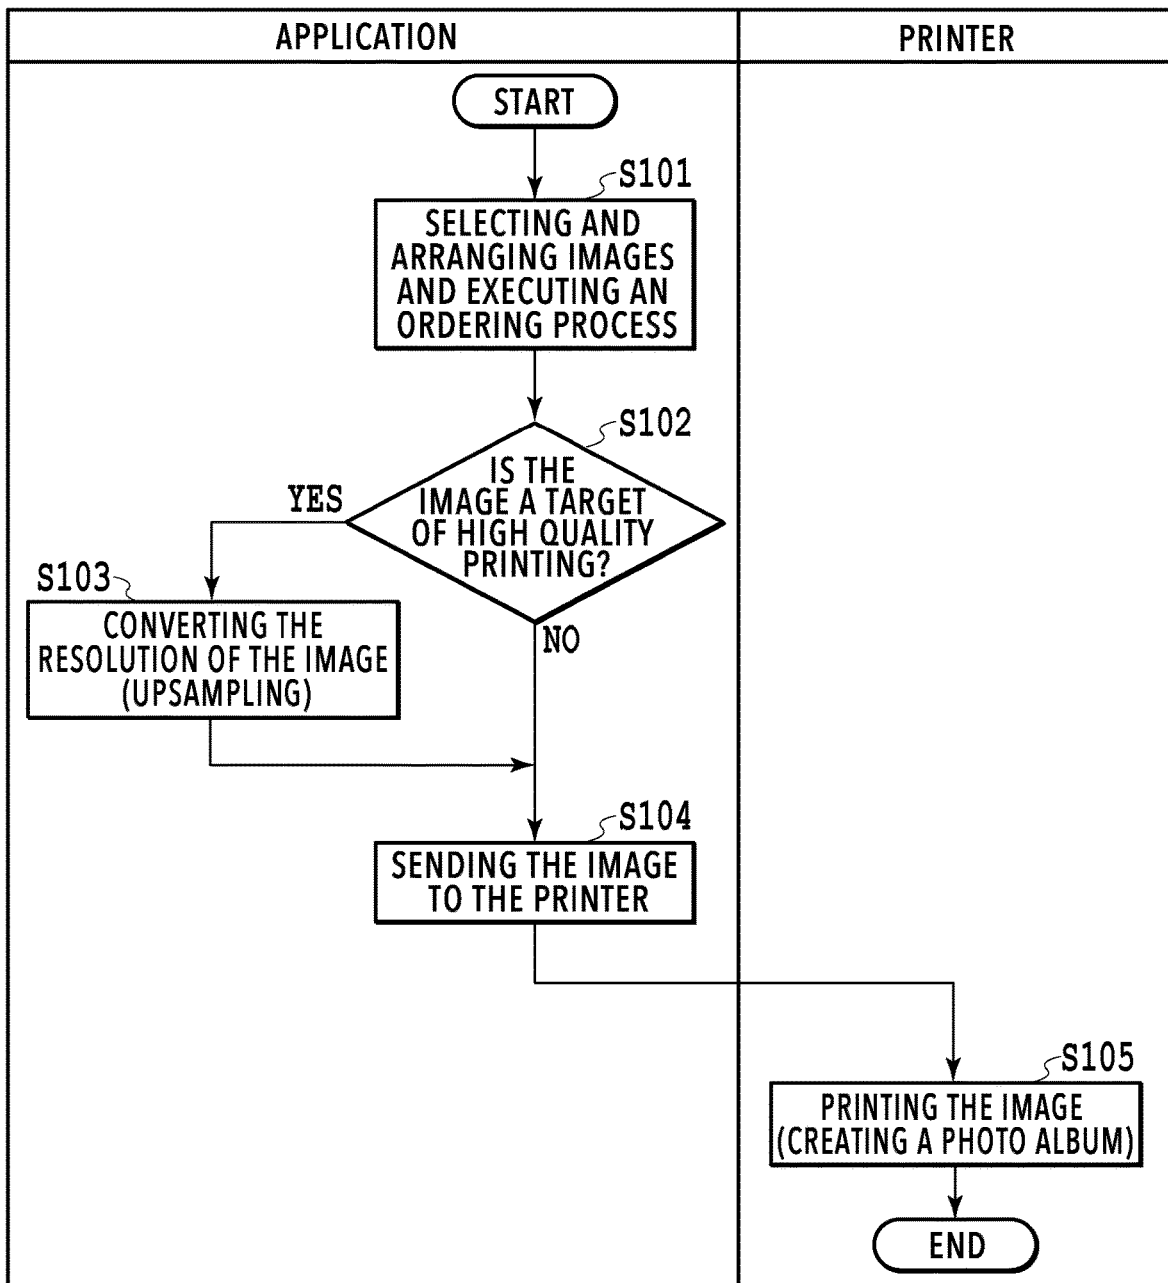 APPLICATION
PRINTER
START
S101
SELECTING AND
ARRANGING IMAGES
AND EXECUTING AN
ORDERING PROCESS
S102
IS THE
IMAGE A TARGET
OF HIGH QUALITY
PRINTING?
YES
NO
S103
CONVERTING THE
RESOLUTION OF THE IMAGE
(UPSAMPLING)
S104
SENDING THE IMAGE
TO THE PRINTER
S105
PRINTING THE IMAGE
(CREATING A PHOTO ALBUM)
END